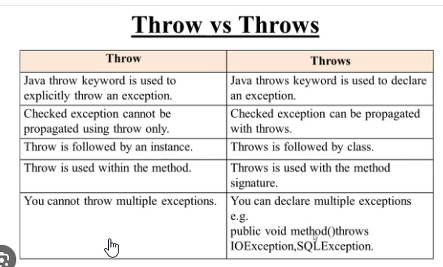 Throw vs Throws
Throw
Throws
Java throw keyword is used to
explicitly throw an exception.
Java throws keyword is used to declare
an exception.
Checked exception cannot be
propagated using throw only.
Checked exception can be propagated
with throws.
Throw is followed by an instance.
Throws is followed by class.
Throw is used within the method.
Throws is used with the method
signature.
You cannot throw multiple exceptions.
You can declare multiple exceptions
e.g.
public void method()throws
IOException,SQLException.